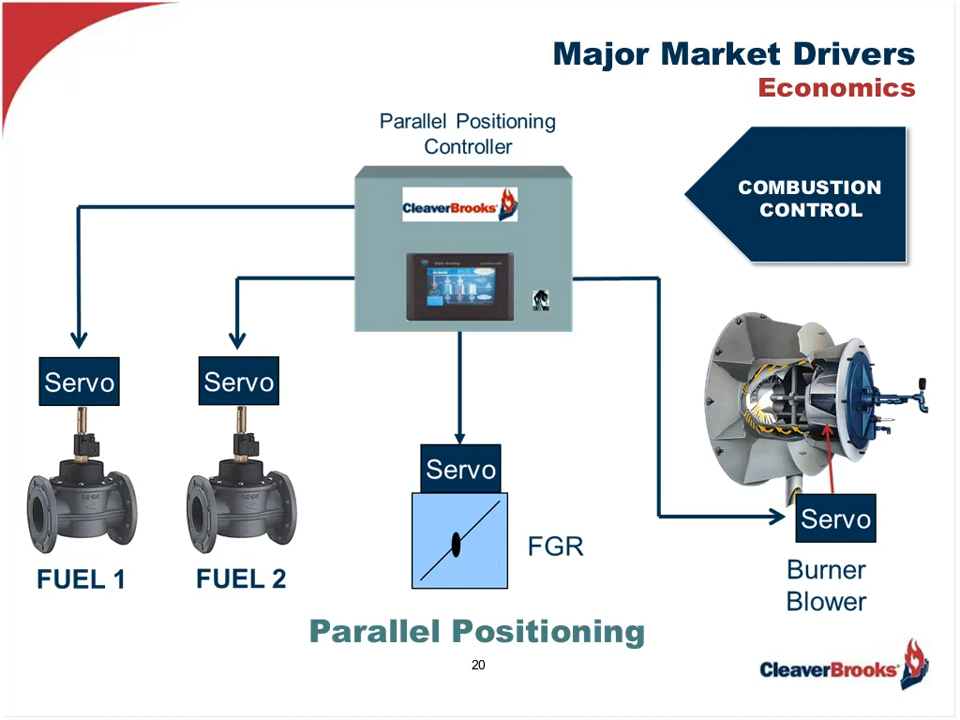 Major Market Drivers
Economics
Parallel Positioning
Controller
COMBUSTION
CONTROL
CleaverBrooks
Servo
Servo
Servo
Servo
FGR
FUEL 1
FUEL 2
Burner
Blower
Parallel Positioning
20
CleaverBrooks